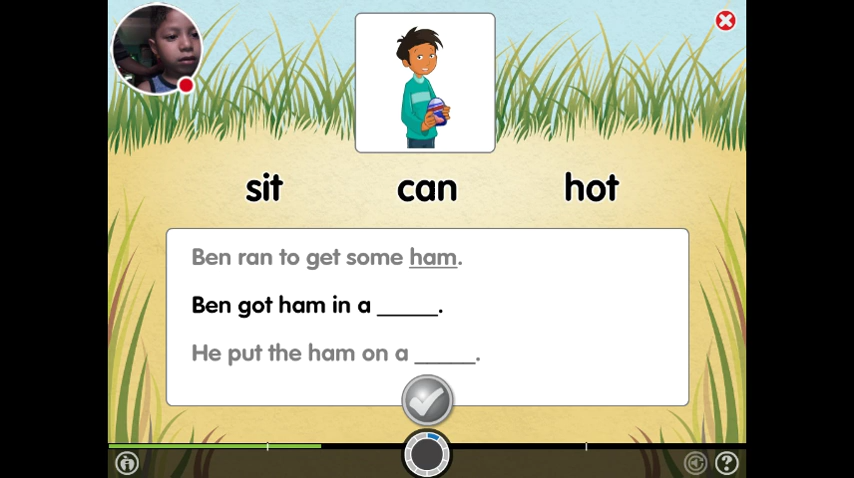 sit can hot
Ben ran to get some ham.
Ben got ham in a _____.
He put the ham on a _____.
?